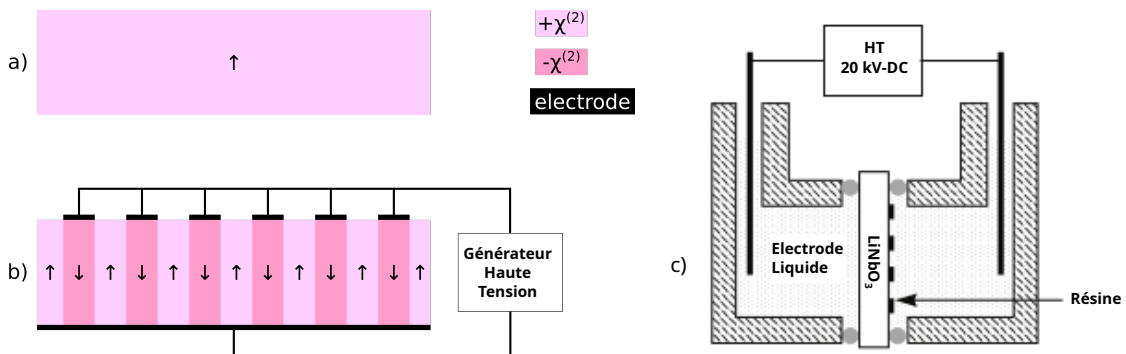 a)
↑
+χ(2)
-χ(2)
electrode
b)
↑ ↓ ↑ ↓ ↑ ↓ ↑ ↓ ↑ ↓ ↑ ↓ ↑
Générateur
Haute
Tension
c)
HT
20 kV-DC
Electrode
Liquide
LiNbO3
Résine